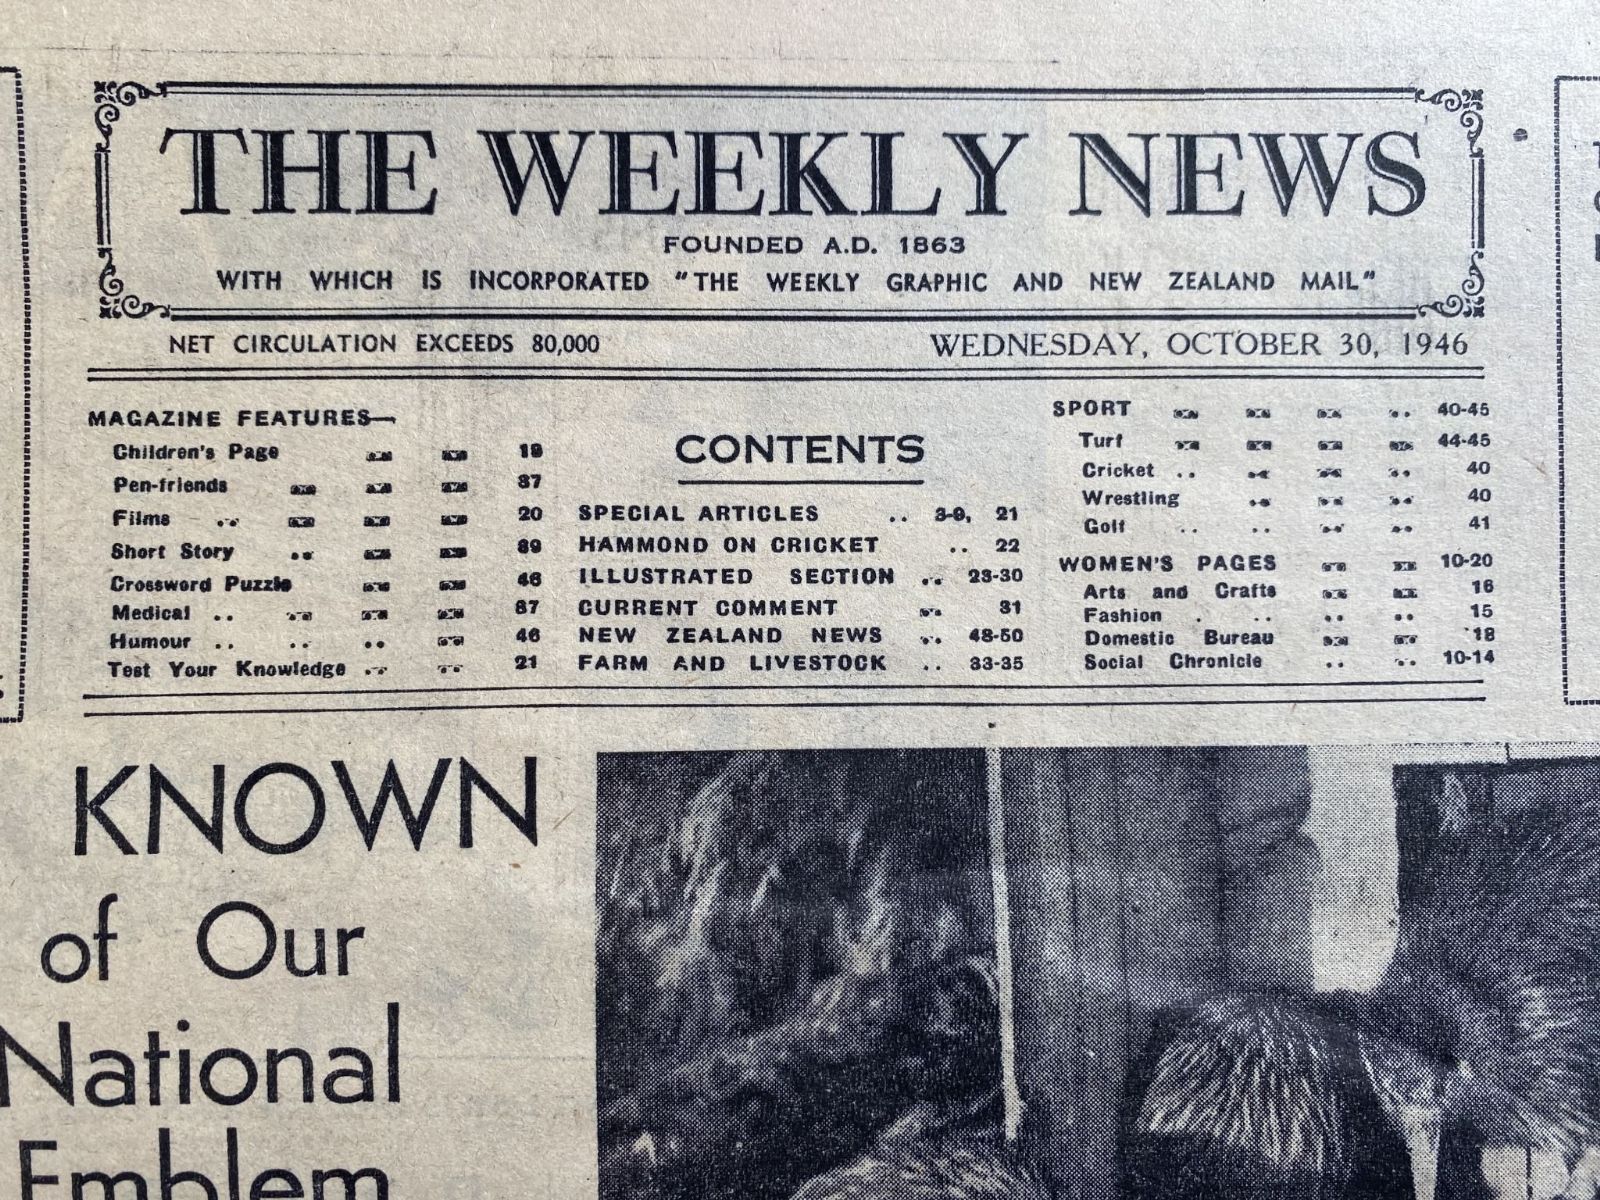 THE WEEKLY NEWS
FOUNDED A.D. 1863
WITH WHICH IS INCORPORATED "THE WEEKLY GRAPHIC AND NEW ZEALAND MAIL"
NET CIRCULATION EXCEEDS 80,000
WEDNESDAY, OCTOBER 30, 1946
MAGAZINE FEATURES—
Children's Page 19
Pen-friends 37
Films .. 20
Short Story .. 39
Crossword Puzzle 46
Medical .. 37
Humour .. .. .. 46
Test Your Knowledge .. .. 21
CONTENTS
SPECIAL ARTICLES .. 3-9, 21
HAMMOND ON CRICKET .. 22
ILLUSTRATED SECTION .. 23-30
CURRENT COMMENT .. 31
NEW ZEALAND NEWS .. 48-50
FARM AND LIVESTOCK .. 33-35
SPORT .. .. .. .. 40-45
Turf .. .. .. .. 44-45
Cricket .. .. .. .. 40
Wrestling .. .. .. 40
Golf .. .. .. .. 41
WOMEN'S PAGES .. .. 10-20
Arts and Crafts .. .. 16
Fashion . .. .. 15
Domestic Bureau .. .. 18
Social Chronicle .. .. 10-14
KNOWN
of Our
National
Emblem